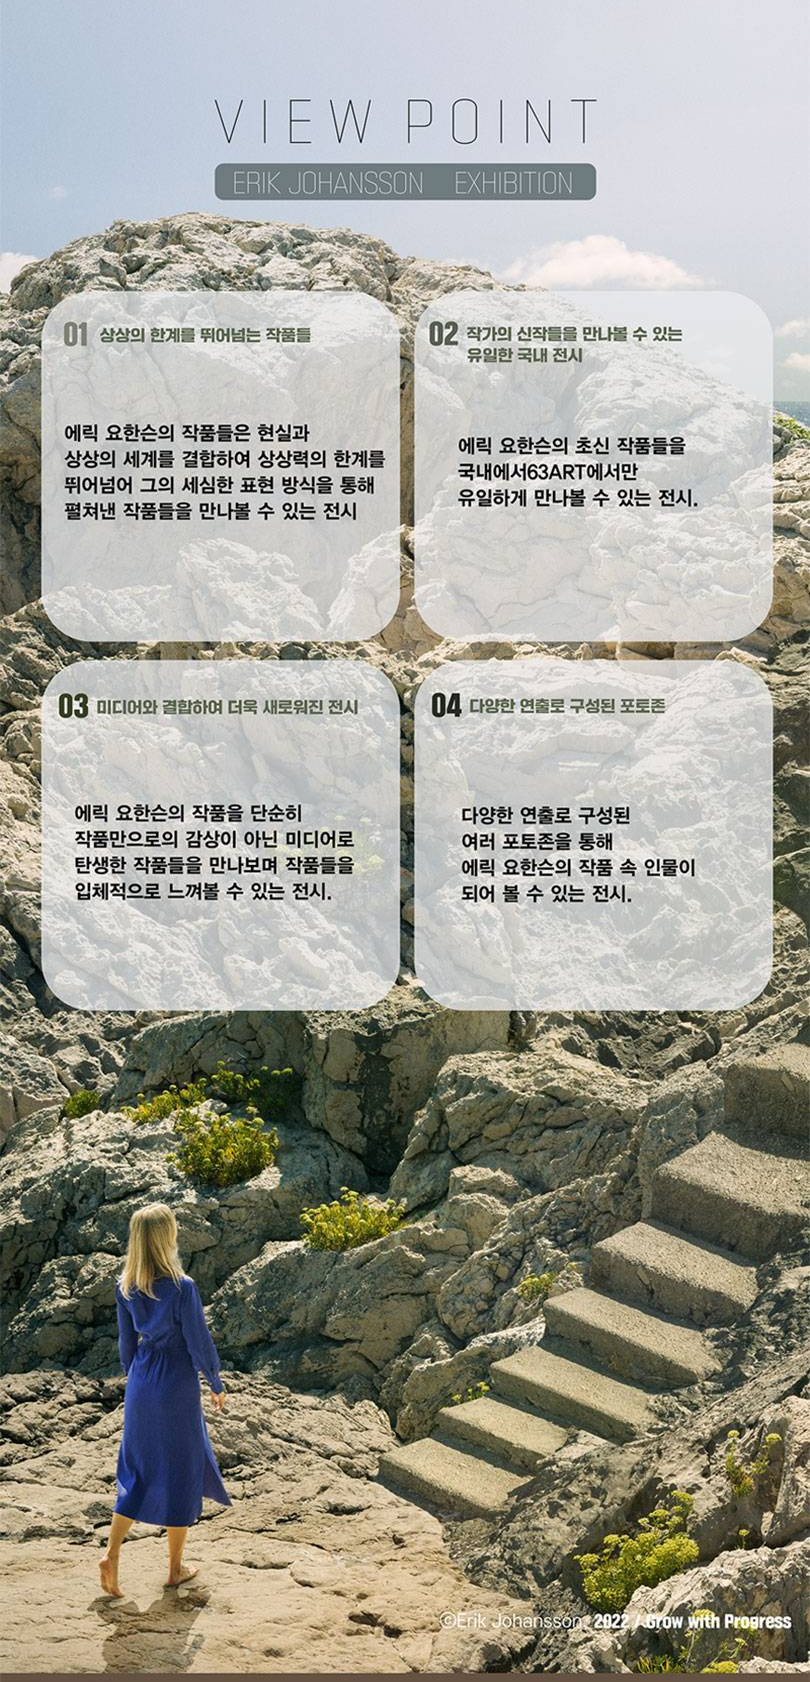 VIEW POINT
ERIK JOHANSSON EXHIBITION
01 상상의 한계를 뛰어넘는 작품들
에릭 요한슨의 작품들은 현실과
상상의 세계를 결합하여 상상력의 한계를
뛰어넘어 그의 세심한 표현 방식을 통해
펼쳐낸 작품들을 만나볼 수 있는 전시
02 작가의 신작들을 만나볼 수 있는
유일한 국내 전시
에릭 요한슨의 초신 작품들을
국내에서63ART에서만
유일하게 만나볼 수 있는 전시.
03 미디어와 결합하여 더욱 새로워진 전시
에릭 요한슨의 작품을 단순히
작품만으로의 감상이 아닌 미디어로
탄생한 작품들을 만나보며 작품들을
입체적으로 느껴볼 수 있는 전시.
04 다양한 연출로 구성된 포토존
다양한 연출로 구성된
여러 포토존을 통해
에릭 요한슨의 작품 속 인물이
되어 볼 수 있는 전시.
©Erik Johansson, 2022 / Grow with Progress